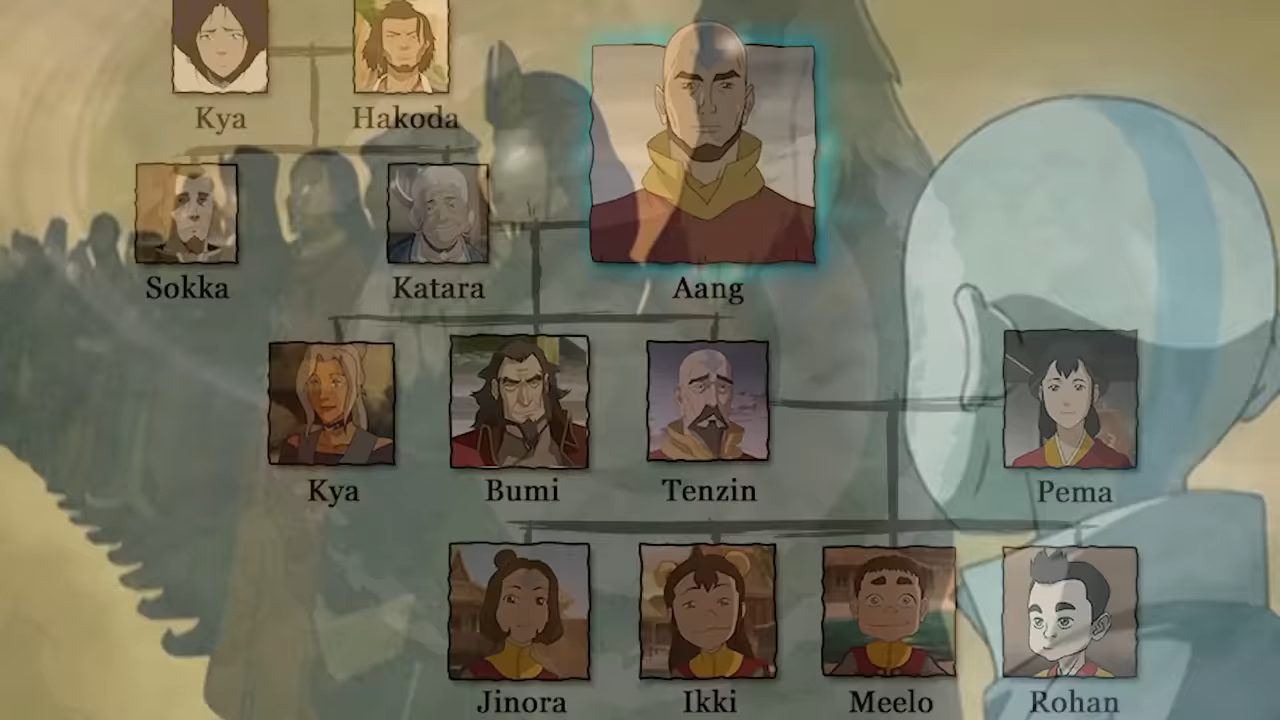 Kya
Hakoda
Sokka
Katara
Aang
Kya
Bumi
Tenzin
Pema
Jinora
Ikki
Meelo
Rohan